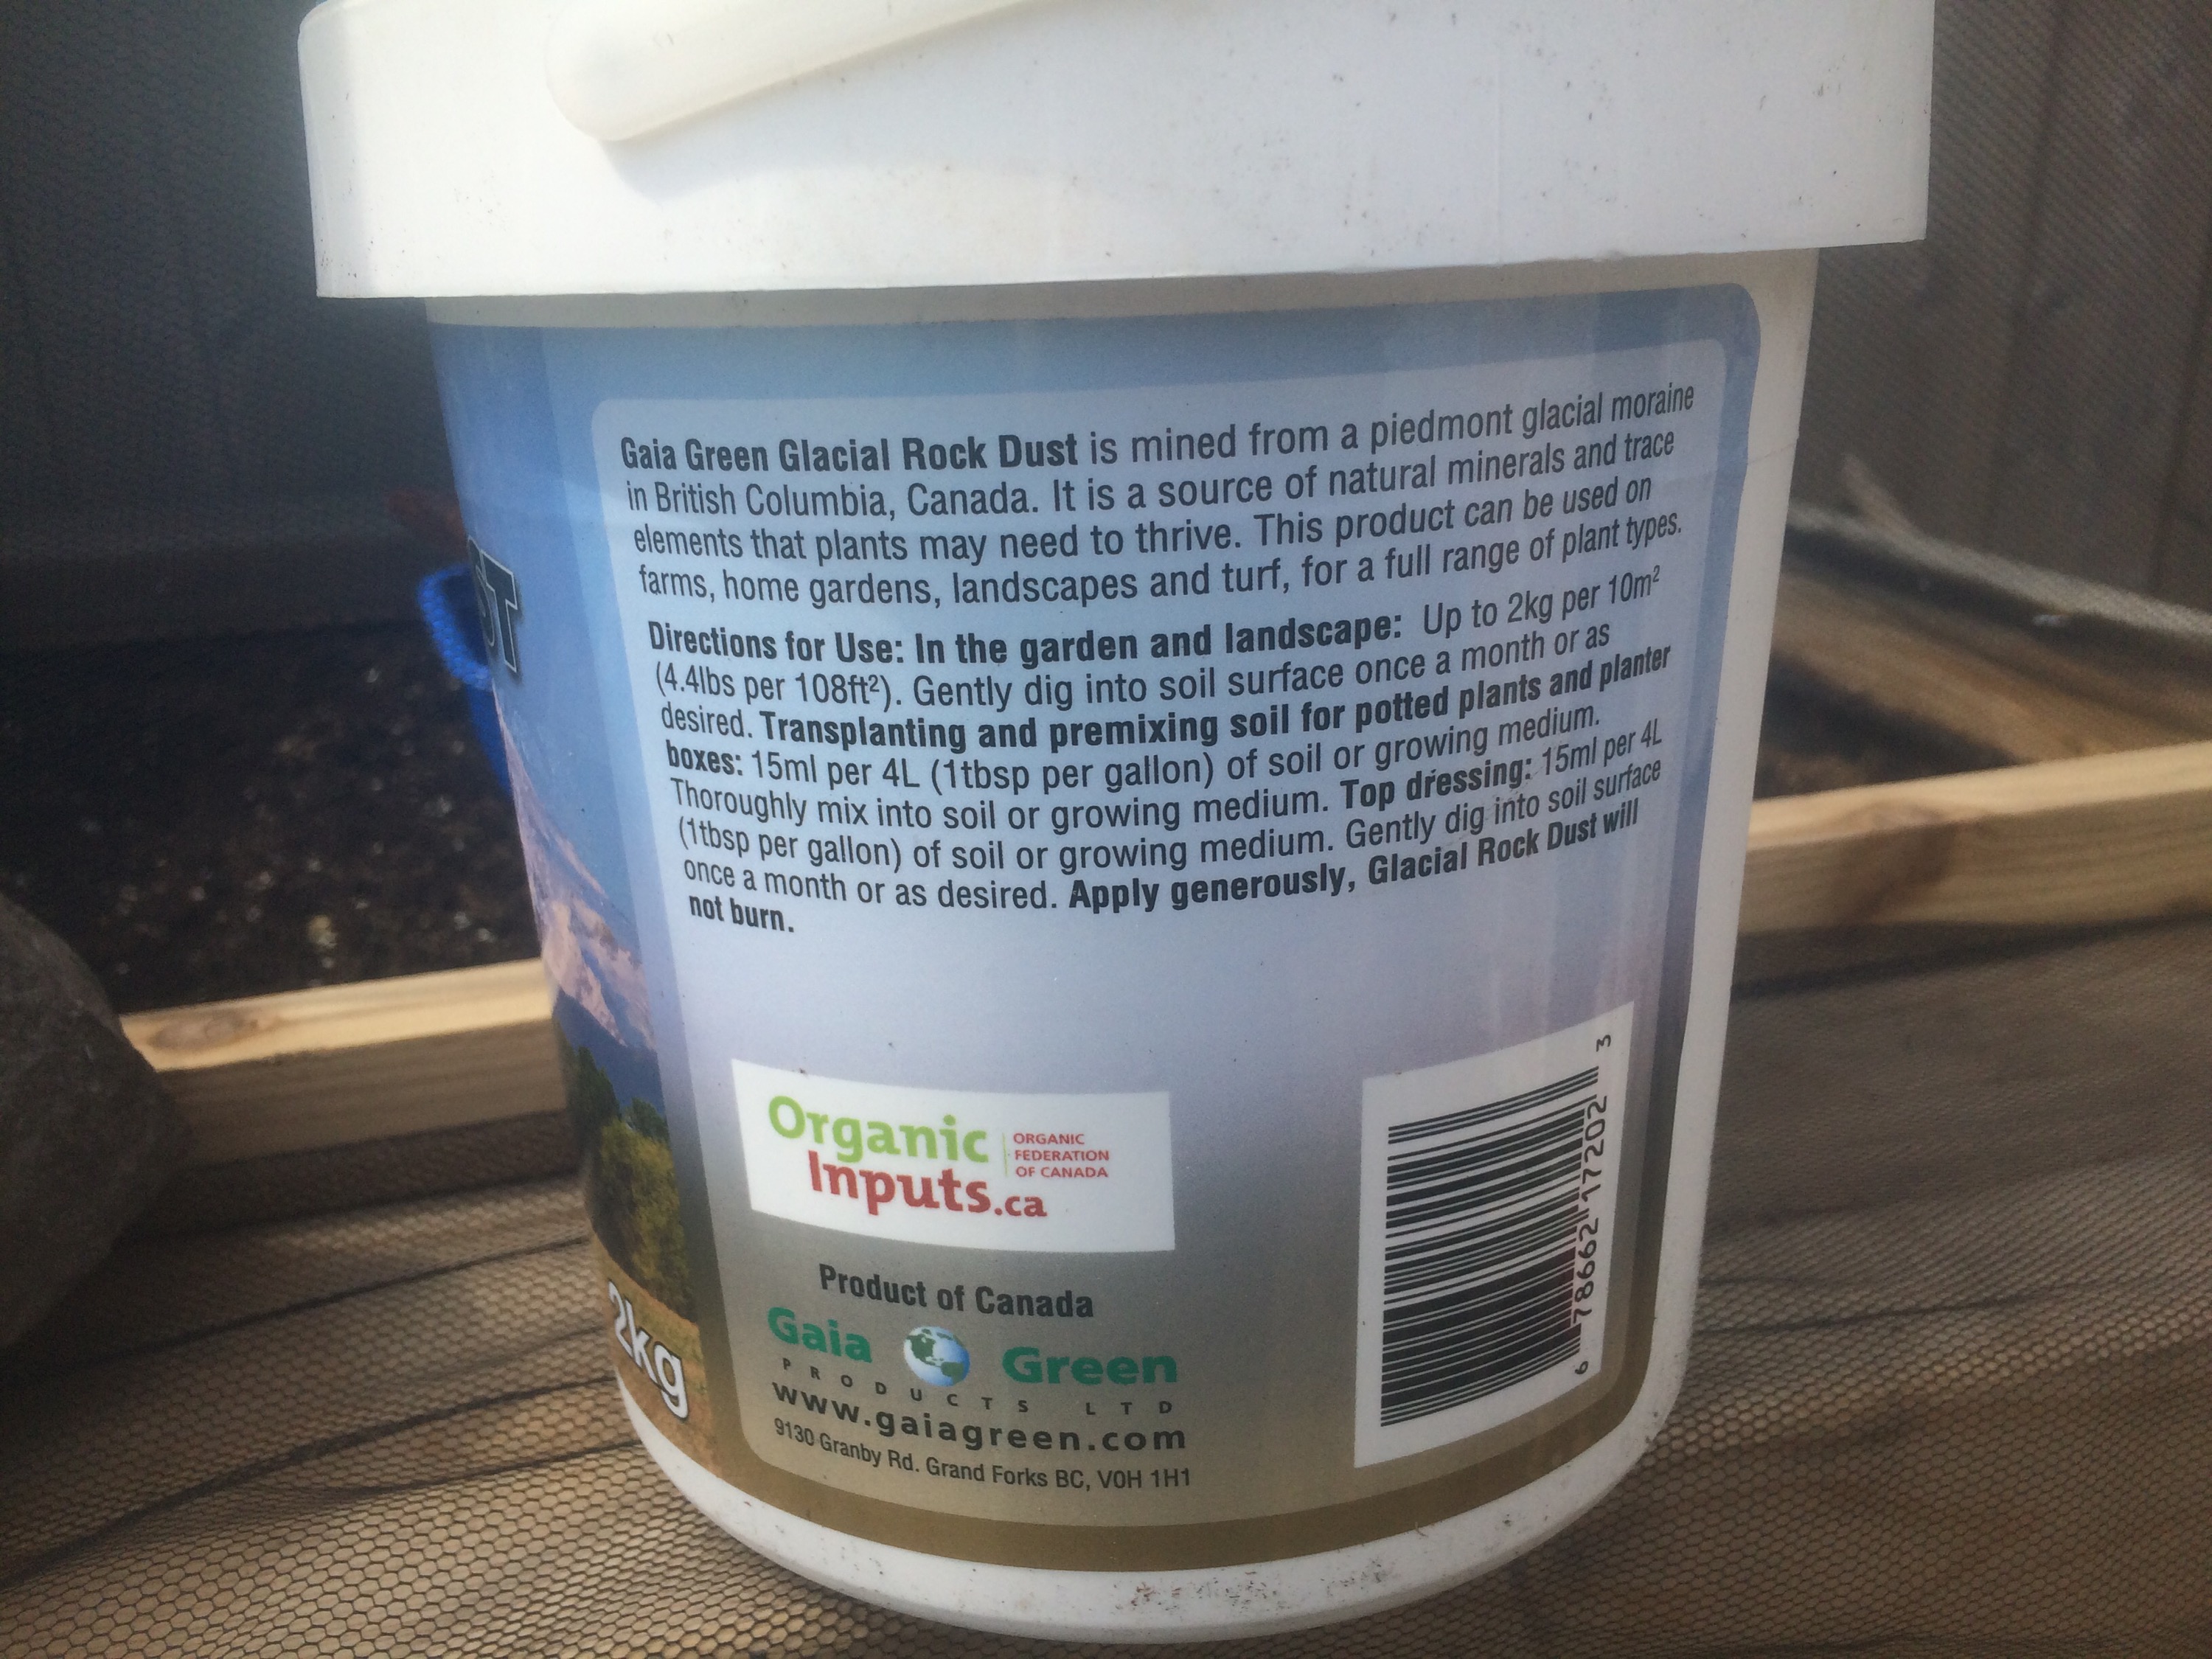 Gaia Green Glacial Rock Dust is mined from a piedmont glacial moraine
in British Columbia, Canada. It is a source of natural minerals and trace
elements that plants may need to thrive. This product can be used on
farms, home gardens, landscapes and turf, for a full range of plant types.
Directions for Use: In the garden and landscape: Up to 2kg per 10m²
(4.4lbs per 108ft²). Gently dig into soil surface once a month or as
desired. Transplanting and premixing soil for potted plants and planter
boxes: 15ml per 4L (1tbsp per gallon) of soil or growing medium.
Thoroughly mix into soil or growing medium. Top dressing: 15ml per 4L
(1tbsp per gallon) of soil or growing medium. Gently dig into soil surface
once a month or as desired. Apply generously, Glacial Rock Dust will
not burn.
ST
2kg
Organic
Inputs.ca
ORGANIC
FEDERATION
OF CANADA
Product of Canada
Gaia Green
PRODUCTS LTD
www.gaiagreen.com
9130 Granby Rd. Grand Forks BC, V0H 1H1
6 78662 17202 3